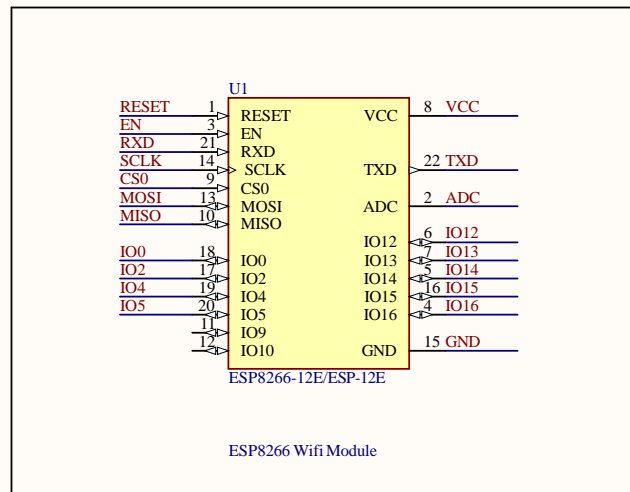 U1
RESET 1 RESET VCC 8 VCC
EN 3 EN
RXD 21 RXD
SCLK 14 SCLK TXD 22 TXD
CS0 9 CS0
MOSI 13 MOSI ADC 2 ADC
MISO 10 MISO
IO12 6 IO12
IO0 18 IO0 IO13 7 IO13
IO2 17 IO2 IO14 5 IO14
IO4 19 IO4 IO15 16 IO15
IO5 20 IO5 IO16 4 IO16
11 IO9
12 IO10 GND 15 GND
ESP8266-12E/ESP-12E
ESP8266 Wifi Module